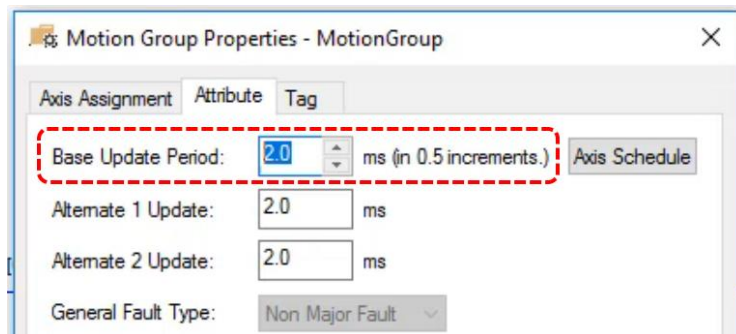 Motion Group Properties - MotionGroup
Axis Assignment Attribute Tag
Base Update Period: 2.0 ms (in 0.5 increments.) Axis Schedule
Alternate 1 Update: 2.0 ms
Alternate 2 Update: 2.0 ms
General Fault Type: Non Major Fault